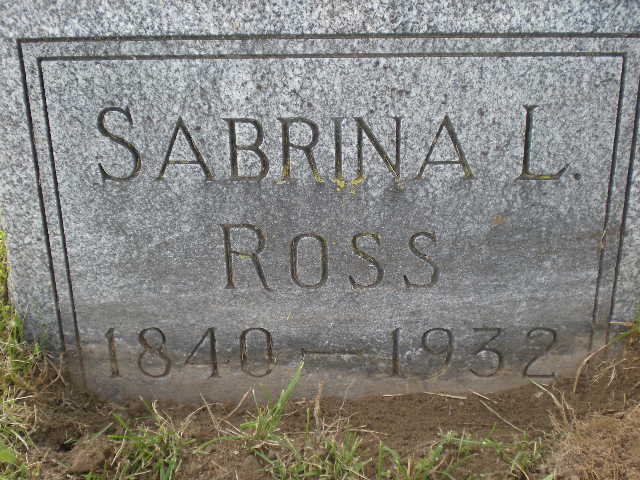 SABRINA L.
ROSS
1840 — 1932